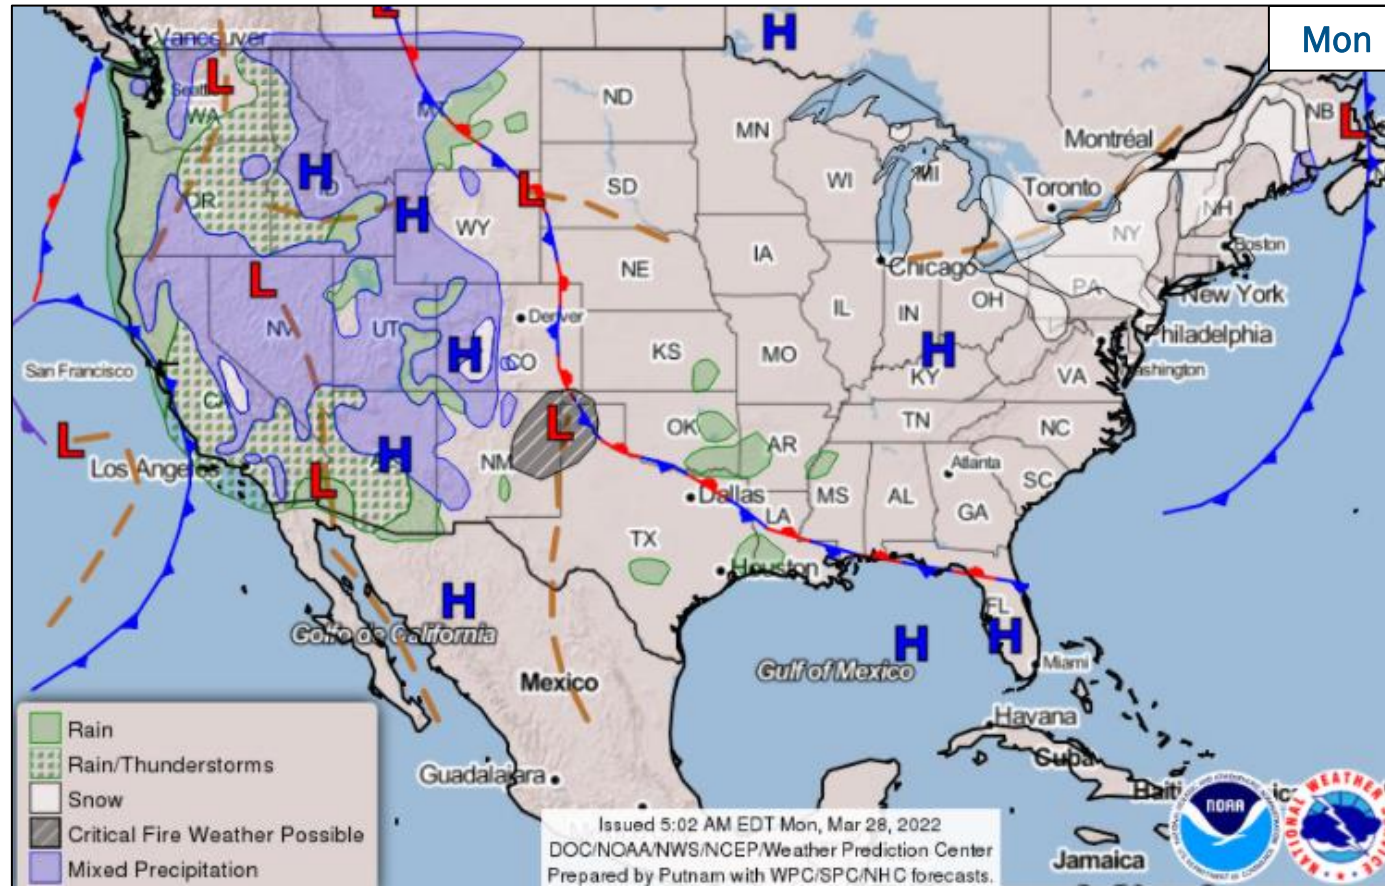 Mon
Vancouver
L
H
L
Seattle
WA
MT
ND
MN
Montréal
NB
L
H
ID
L
SD
WI
MI
Toronto
OR
H
WY
NH
NY
Boston
L
NE
IA
Chicago
PA
New York
NV
UT
Denver
IL
IN
OH
Philadelphia
San Francisco
H
CO
KS
MO
H
KY
VA
Washington
CA
L
OK
TN
NC
L
Los Angeles
H
NM
AR
Atlanta
SC
L
Dallas
MS
AL
GA
LA
TX
Houston
H
FL
Golfo de California
H
H
Gulf of Mexico
Miami
Mexico
Havana
Cuba
Rain
Rain/Thunderstorms
Snow
Critical Fire Weather Possible
Mixed Precipitation
Guadalajara
Issued 5:02 AM EDT Mon, Mar 28, 2022
DOC/NOAA/NWS/NCEP/Weather Prediction Center
Prepared by Putnam with WPC/SPC/NHC forecasts.
Jamaica
NOAA